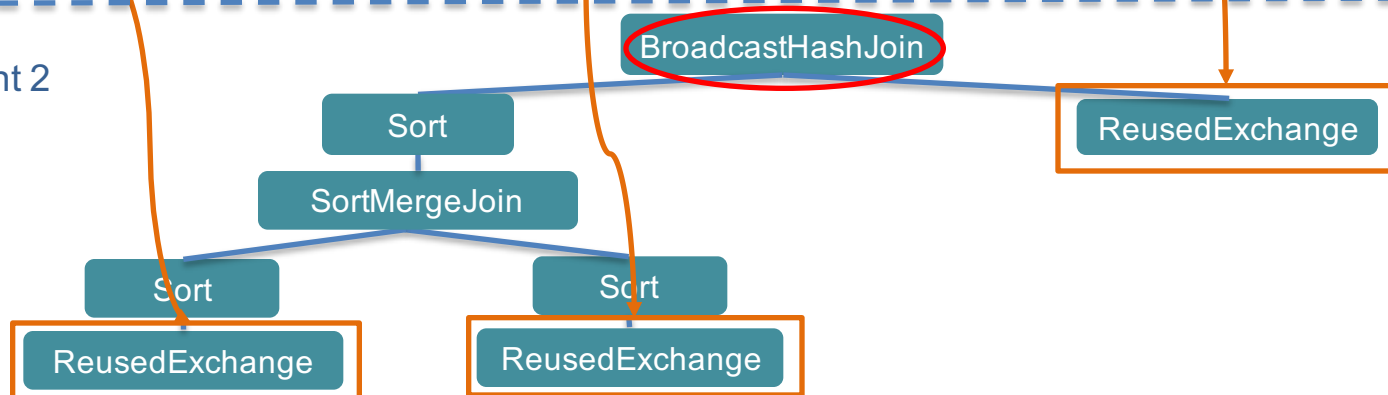 BroadcastHashJoin
nt 2
Sort
ReusedExchange
SortMergeJoin
Sort
Sort
ReusedExchange
ReusedExchange